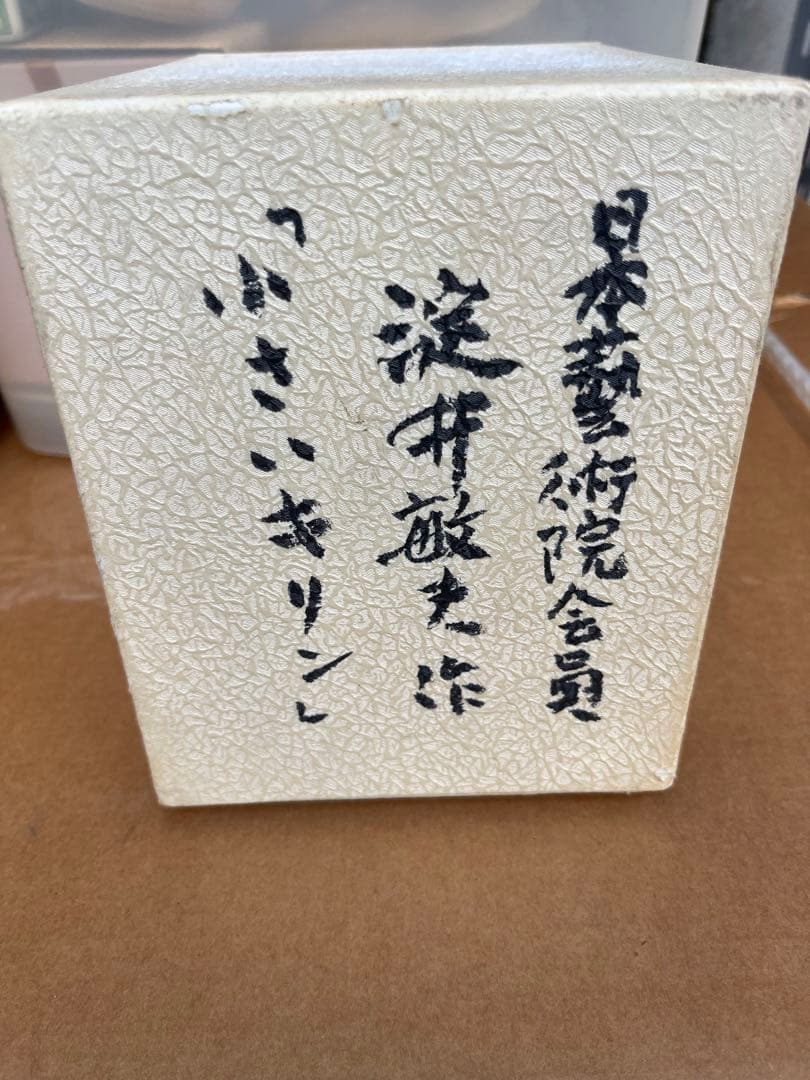 日本藝術院会員
淀井敏夫作
「小さいキリン」